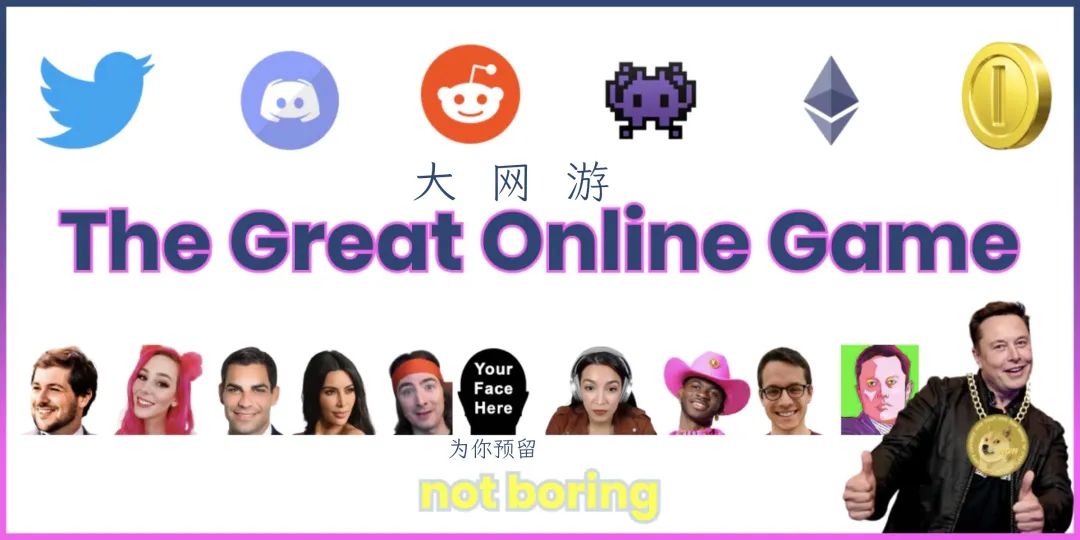 大网游
The Great Online Game
Your
Face
Here
为你预留
not boring